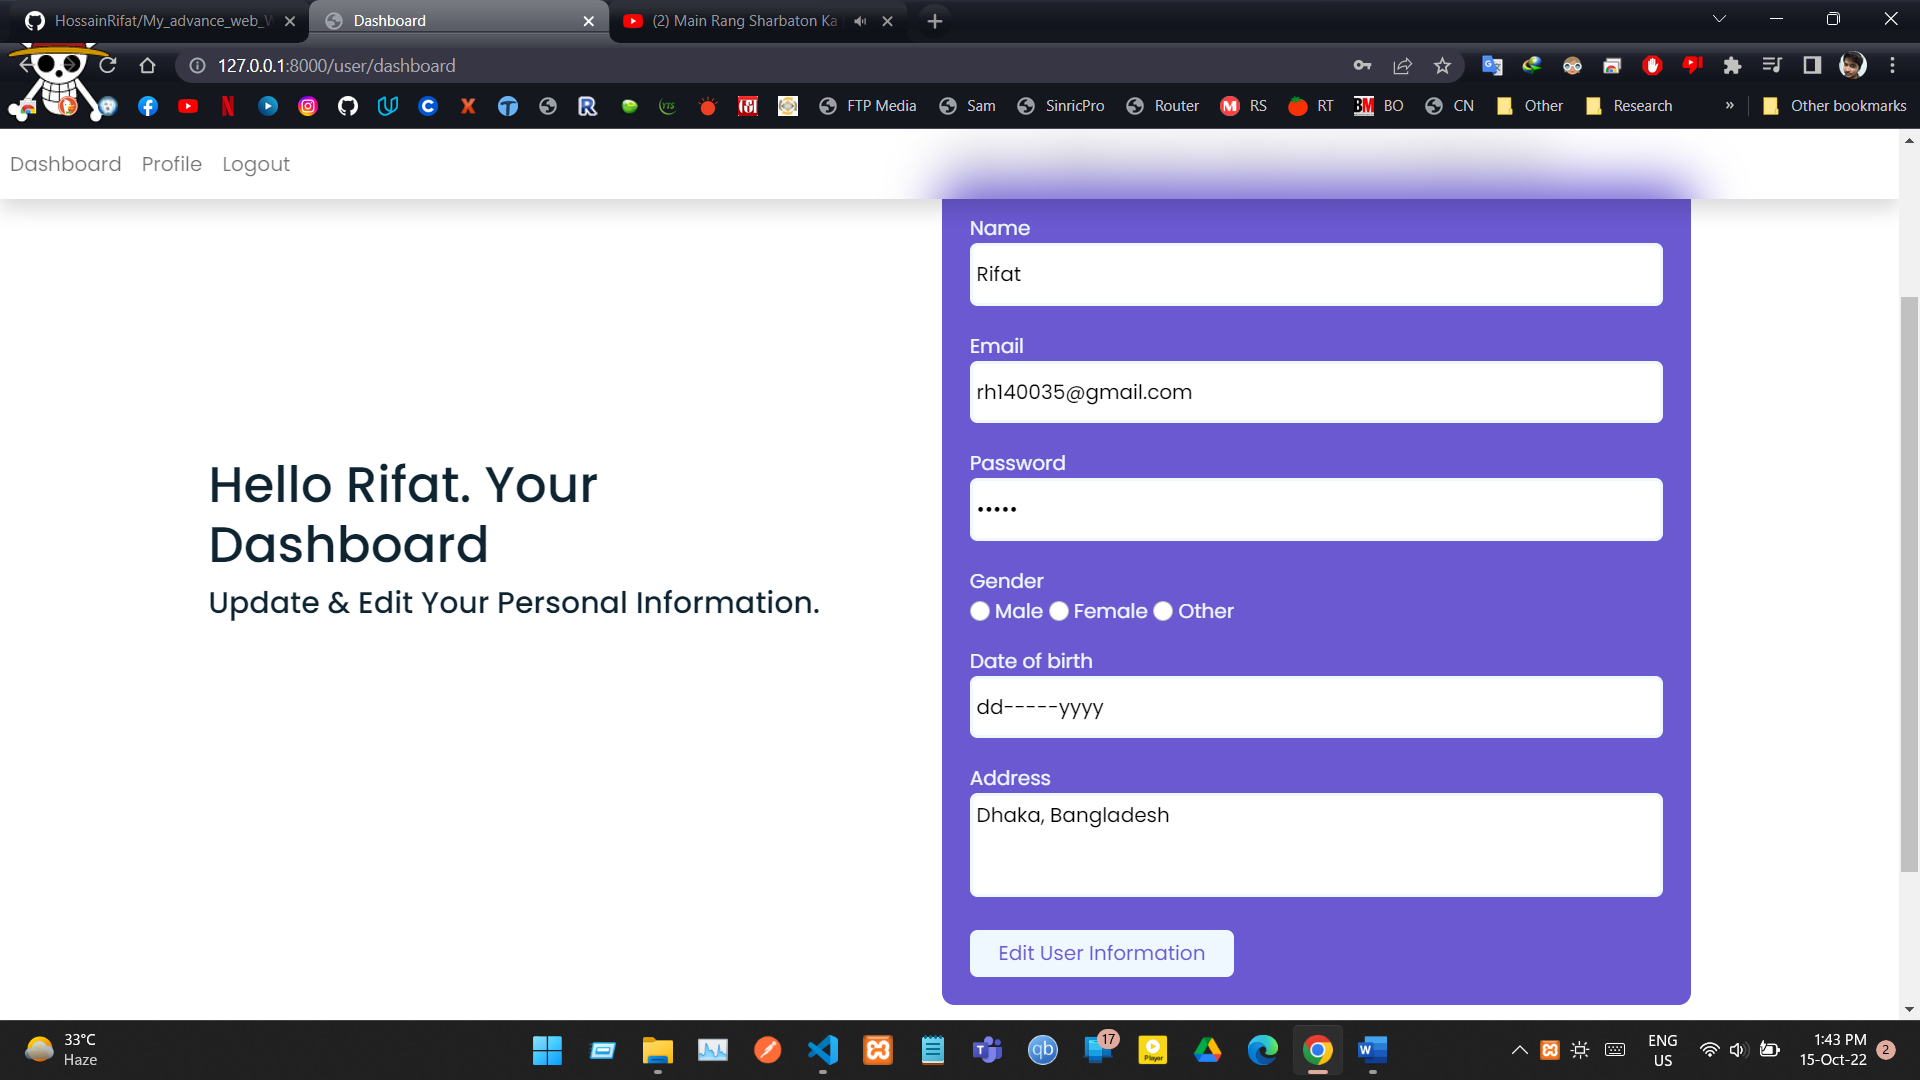 HossainRifat/My_advance_web_W
Dashboard
(2) Main Rang Sharbaton Ka
127.0.0.1:8000/user/dashboard
FTP Media
Sam
SinricPro
Router
RS
RT
BO
CN
Other
Research
»
Other bookmarks
Dashboard Profile Logout
Name
Rifat
Email
rh140035@gmail.com
Password
•••••
Gender
Male Female Other
Date of birth
dd-----yyyy
Address
Dhaka, Bangladesh
Edit User Information
Hello Rifat. Your
Dashboard
Update & Edit Your Personal Information.
33°C
Haze
17
Player
ENG
US
1:43 PM
15-Oct-22
2